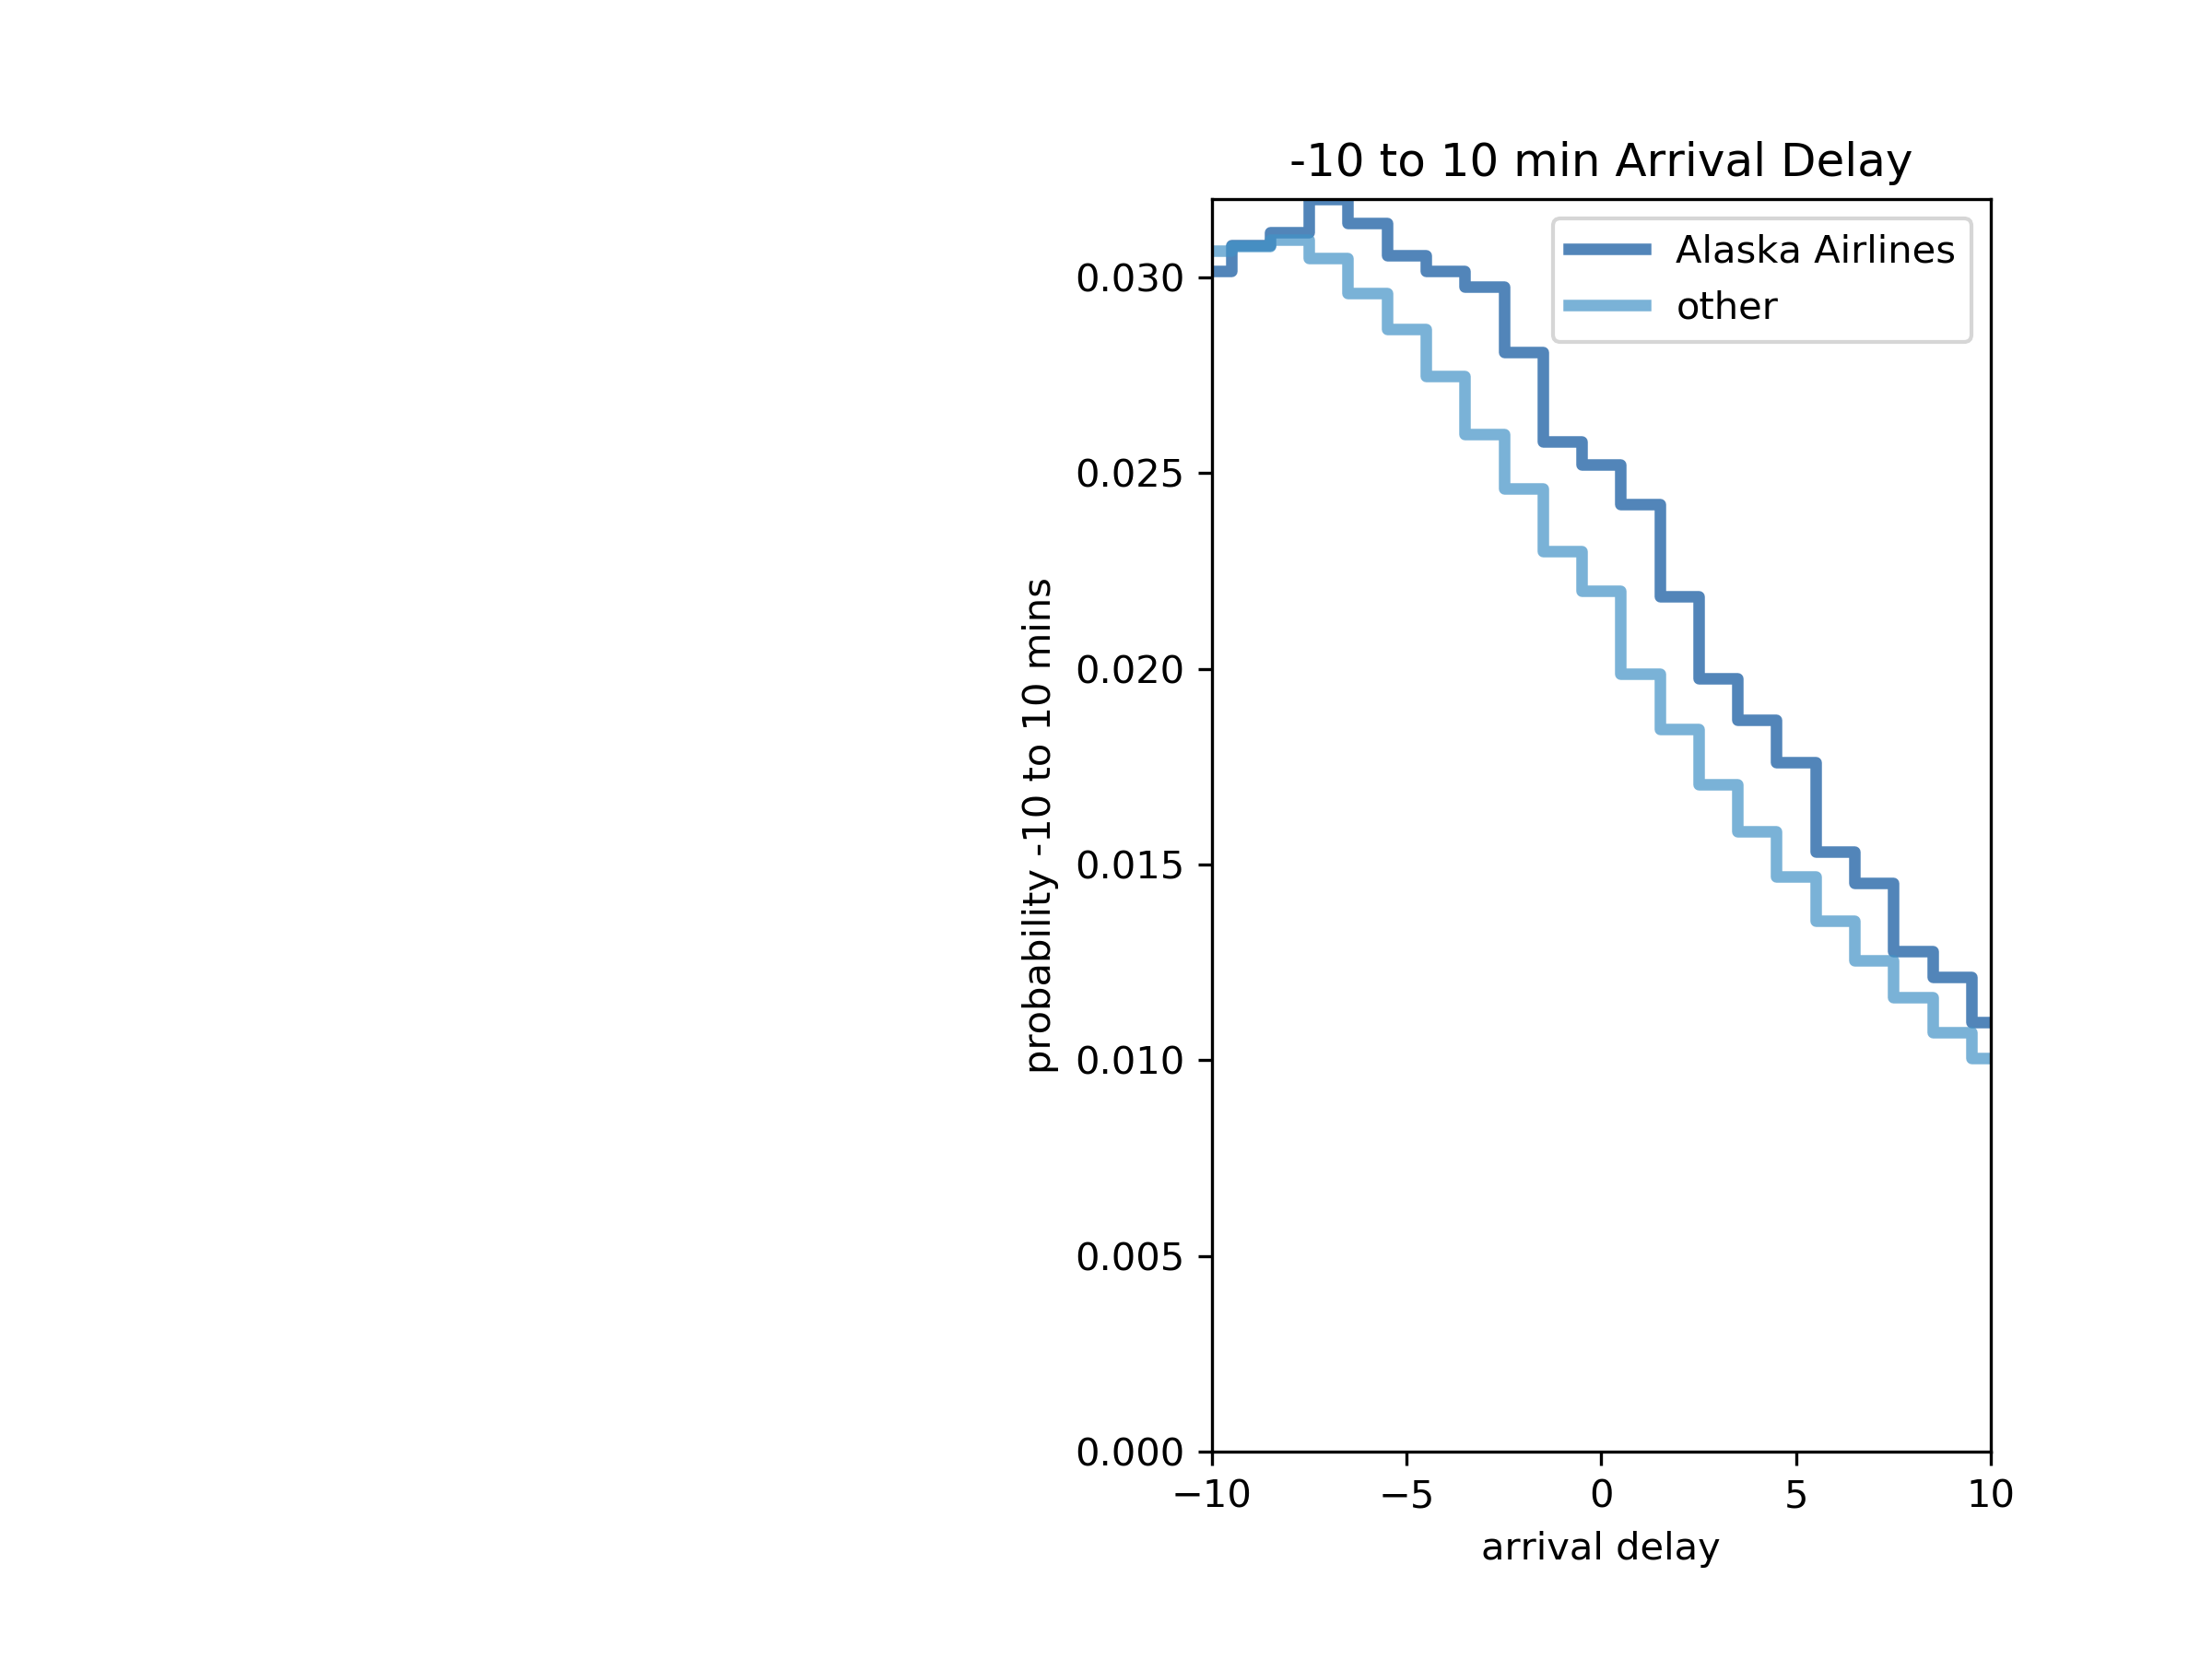 -10 to 10 min Arrival Delay
Alaska Airlines
other
probability -10 to 10 mins
0.030
0.025
0.020
0.015
0.010
0.005
0.000
−10
−5
0
5
10
arrival delay